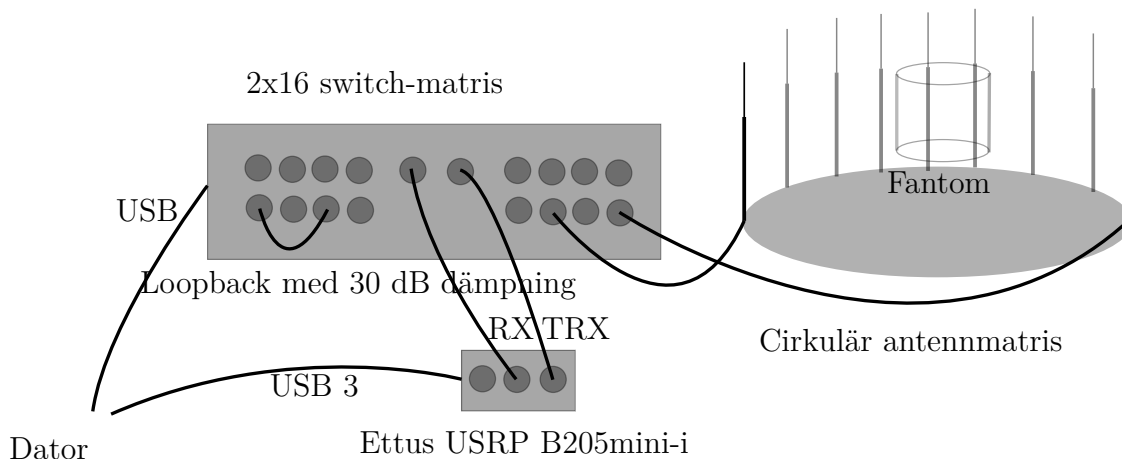 2x16 switch-matris
Fantom
USB
Loopback med 30 dB dämpning
RX TRX
Cirkulär antennmatris
USB 3
Ettus USRP B205mini-i
Dator